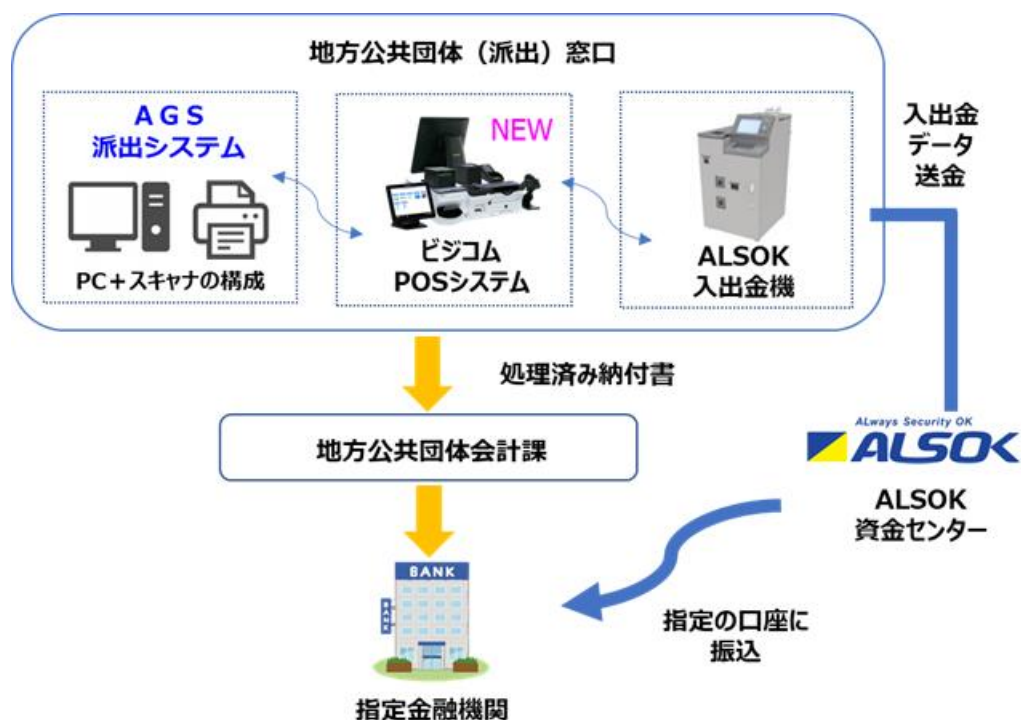 地方公共団体（派出）窓口
ＡＧＳ
派出システム
PC＋スキャナの構成
NEW
ビジコム
POSシステム
ALSOK
入出金機
入出金
データ
送金
処理済み納付書
地方公共団体会計課
ALways Security OK
ALSOK
ALSOK
資金センター
BANK
BANK
指定金融機関
指定の口座に
振込